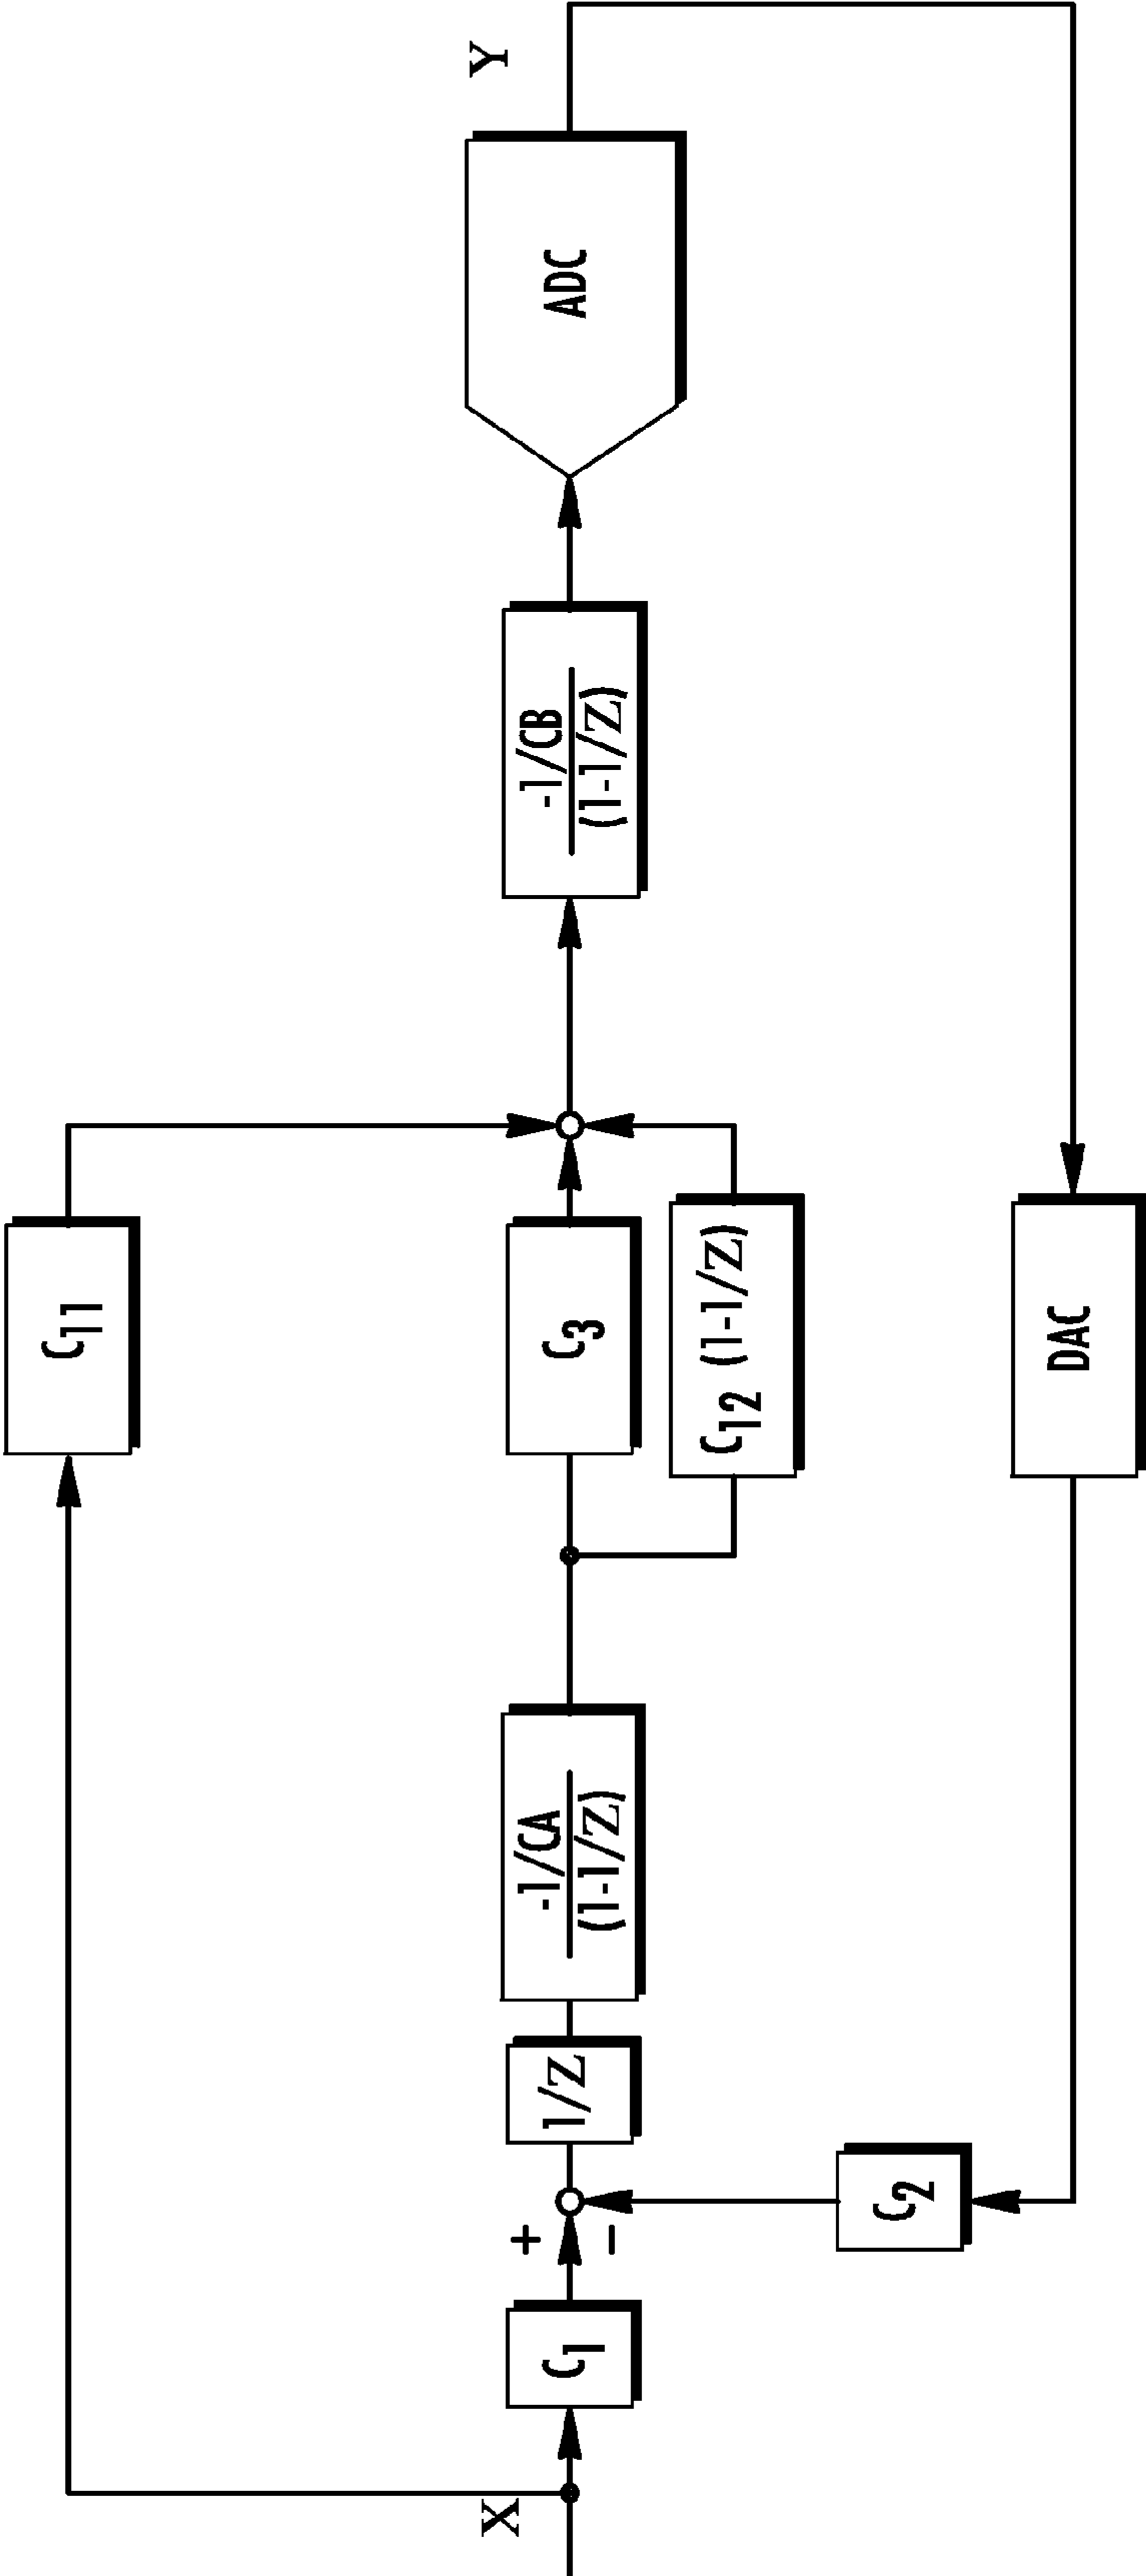 X
C₁
+
−
1/Z
-1/CA
(1-1/Z)
C₁₁
C₃
C₁₂ (1-1/Z)
-1/CB
(1-1/Z)
ADC
Y
DAC
C₂